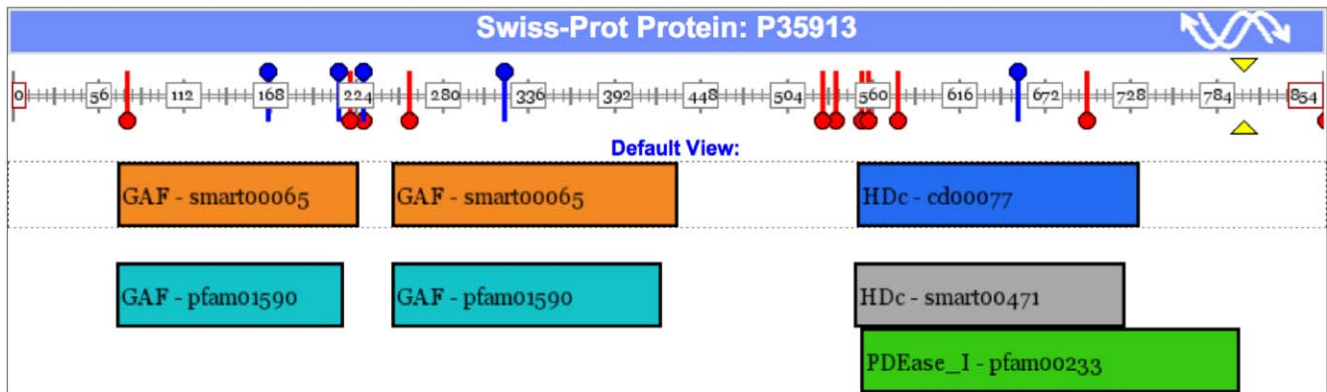 Swiss-Prot Protein: P35913
0 56 112 168 224 280 336 392 448 504 560 616 672 728 784 854
Default View:
GAF - smart00065 GAF - smart00065 HDc - cd00077
GAF - pfam01590 GAF - pfam01590 HDc - smart00471
PDEase_I - pfam00233